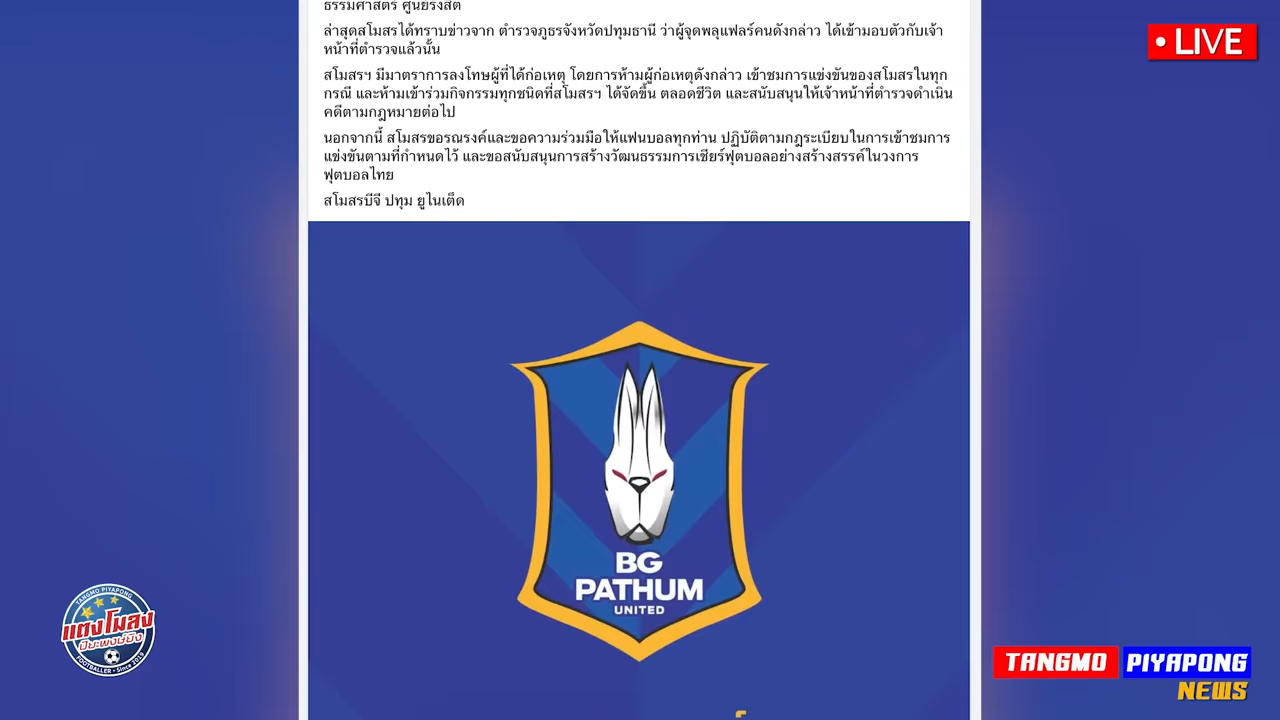 ธรรมศาสตร์ ศูนย์รังสิต
ล่าสุดสโมสรได้ทราบข่าวจาก ตำรวจภูธรจังหวัดปทุมธานี ว่าผู้จุดพลุแฟลร์คนดังกล่าว ได้เข้ามอบตัวกับเจ้า
หน้าที่ตำรวจแล้วนั้น
สโมสรฯ มีมาตราการลงโทษผู้ที่ได้ก่อเหตุ โดยการห้ามผู้ก่อเหตุดังกล่าว เข้าชมการแข่งขันของสโมสรในทุก
กรณี และห้ามเข้าร่วมกิจกรรมทุกชนิดที่สโมสรฯ ได้จัดขึ้น ตลอดชีวิต และสนับสนุนให้เจ้าหน้าที่ตำรวจดำเนิน
คดีตามกฎหมายต่อไป
นอกจากนี้ สโมสรขอรณรงค์และขอความร่วมมือให้แฟนบอลทุกท่าน ปฏิบัติตามกฎระเบียบในการเข้าชมการ
แข่งขันตามที่กำหนดไว้ และขอสนับสนุนการสร้างวัฒนธรรมการเชียร์ฟุตบอลอย่างสร้างสรรค์ในวงการ
ฟุตบอลไทย
สโมสรบีจี ปทุม ยูไนเต็ด
• LIVE
BG
PATHUM
UNITED
TANGMO PIYAPONG
แตงโมลง
ปิยะพงษ์ยิง
FOOTBALLER • Since 2019
TANGMO PIYAPONG
NEWS